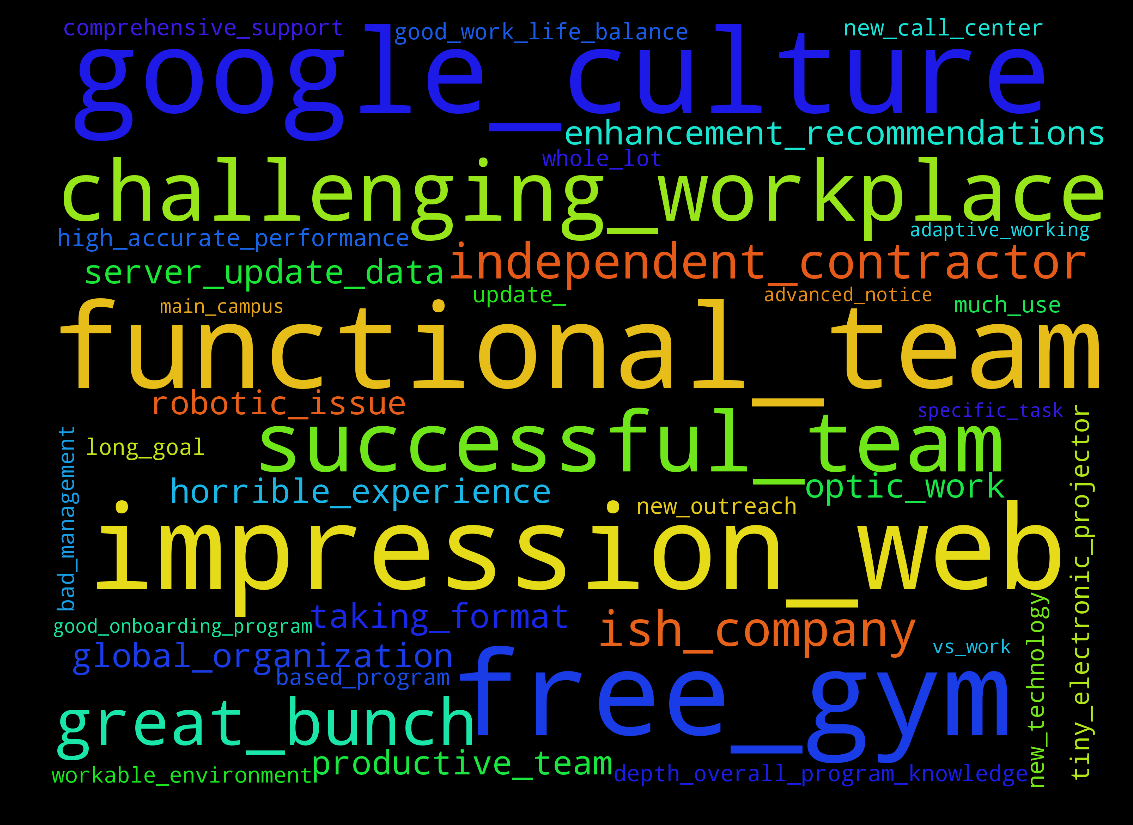 comprehensive_support
good_work_life_balance
new_call_center
google_culture
enhancement_recommendations
whole_lot
challenging_workplace
high_accurate_performance
adaptive_working
server_update_data
independent_contractor
main_campus
update_
advanced_notice
much_use
functional_team
robotic_issue
specific_task
successful_team
long_goal
bad_management
horrible_experience
optic_work
new_outreach
impression_web
tiny_electronic_projector
good_onboarding_program
taking_format
ish_company
new_technology
global_organization
vs_work
based_program
free_gym
great_bunch
workable_environment
productive_team
depth_overall_program_knowledge